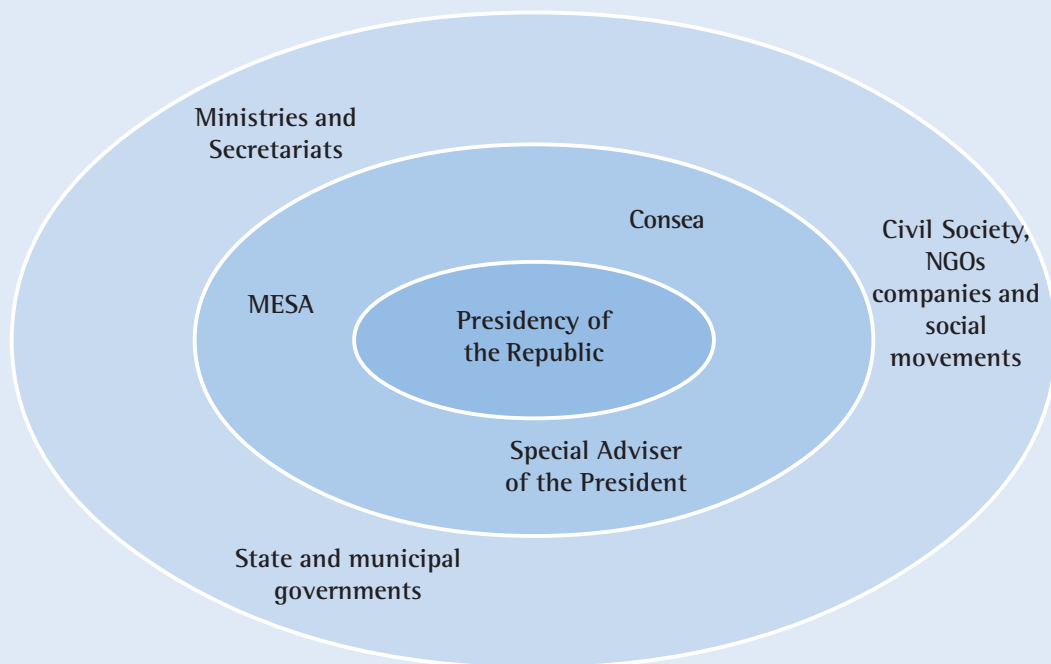 Ministries and
Secretariats
Consea
Civil Society,
NGOs
companies and
social
movements
MESA
Presidency of
the Republic
Special Adviser
of the President
State and municipal
governments